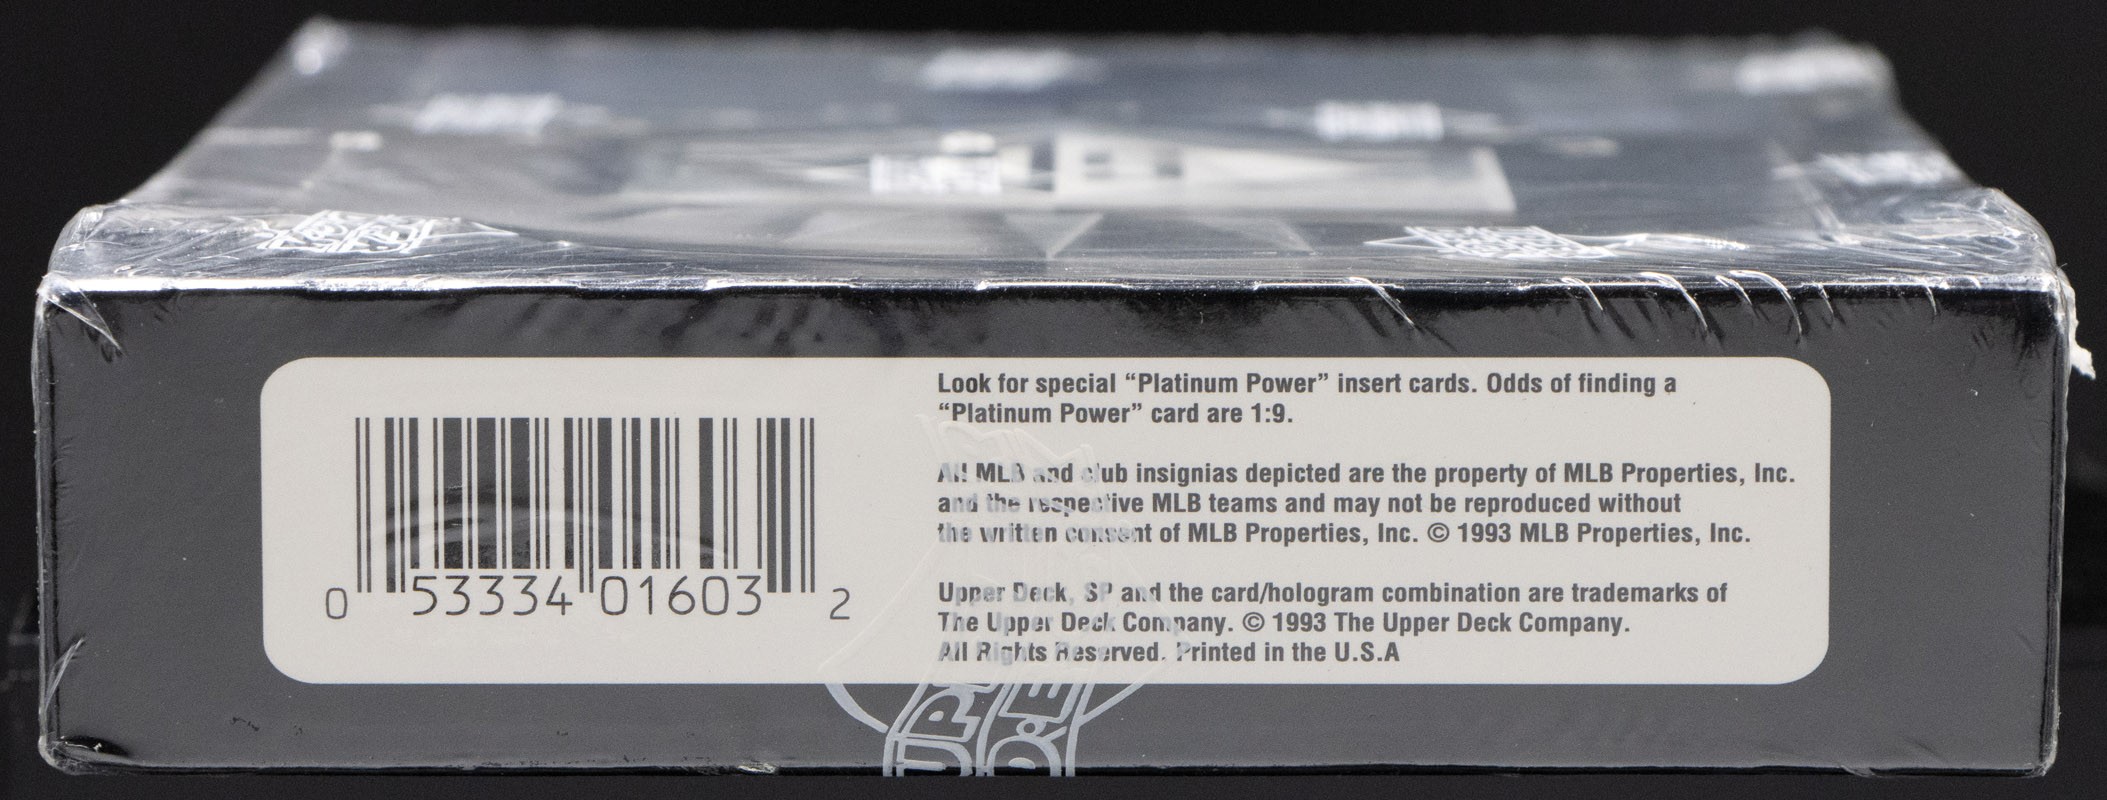 Look for special “Platinum Power” insert cards. Odds of finding a
“Platinum Power” card are 1:9.
All MLB and club insignias depicted are the property of MLB Properties, Inc.
and the respective MLB teams and may not be reproduced without
the written consent of MLB Properties, Inc. © 1993 MLB Properties, Inc.
Upper Deck, SP and the card/hologram combination are trademarks of
The Upper Deck Company. © 1993 The Upper Deck Company.
All Rights Reserved. Printed in the U.S.A
0 53334 01603 2